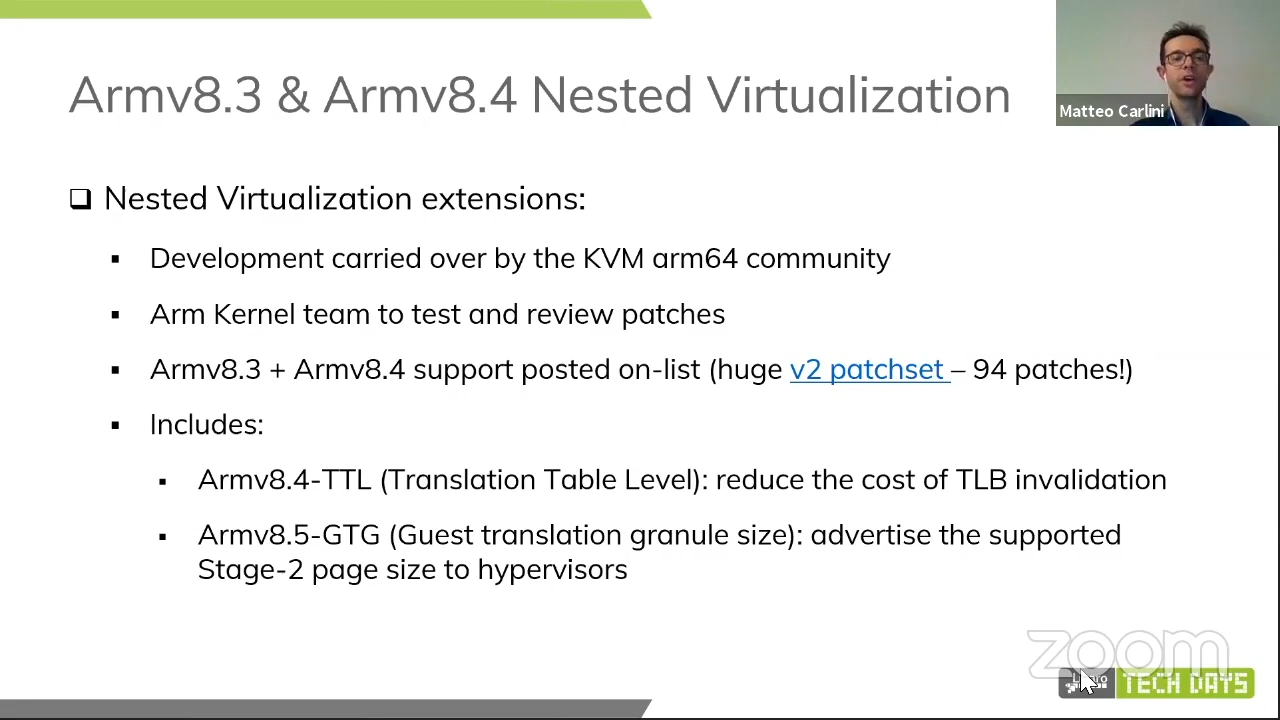 Armv8.3 & Armv8.4 Nested Virtualization
Matteo Carlini
Nested Virtualization extensions:
Development carried over by the KVM arm64 community
Arm Kernel team to test and review patches
Armv8.3 + Armv8.4 support posted on-list (huge v2 patchset – 94 patches!)
Includes:
Armv8.4-TTL (Translation Table Level): reduce the cost of TLB invalidation
Armv8.5-GTG (Guest translation granule size): advertise the supported
Stage-2 page size to hypervisors
zoom
TECH DAYS